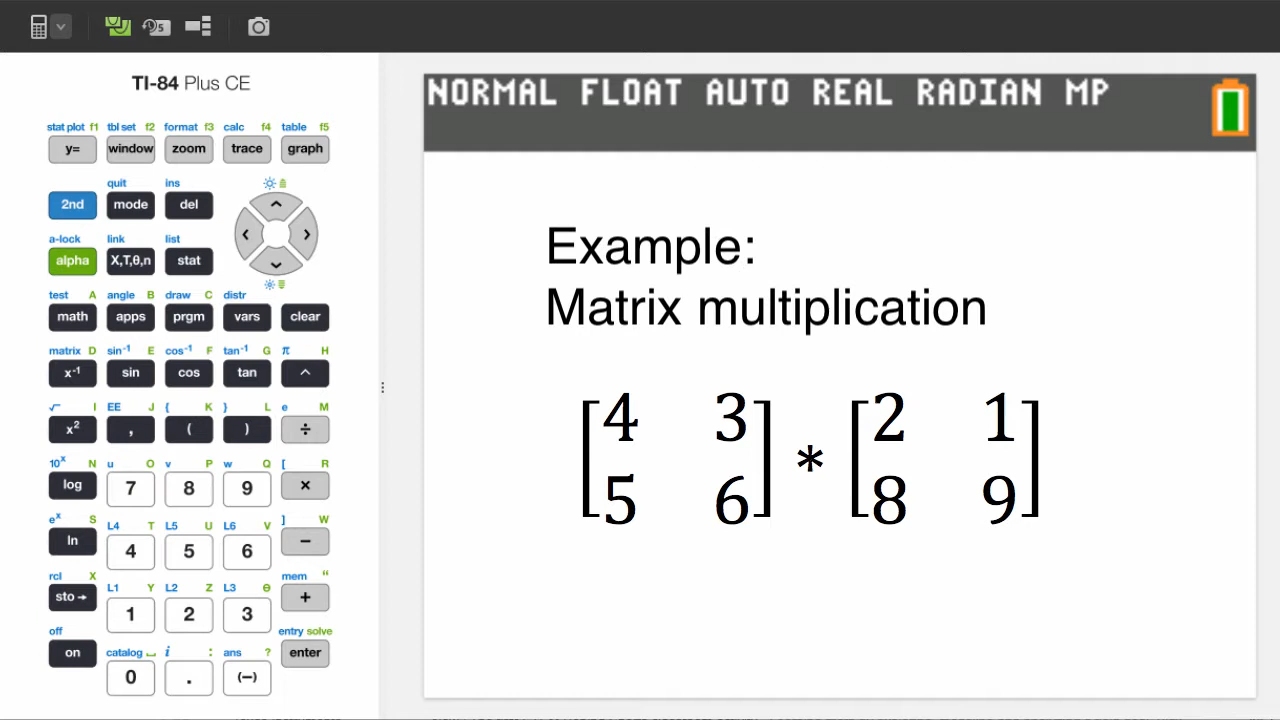 5
TI-84 Plus CE
NORMAL FLOAT AUTO REAL RADIAN MP
stat plot f1 tbl set f2 format f3 calc f4 table f5
y= window zoom trace graph
quit ins
2nd mode del
a-lock link list
alpha X,T,θ,n stat
test A angle B draw C distr
math apps prgm vars clear
matrix D sin⁻¹ E cos⁻¹ F tan⁻¹ G π H
x⁻¹ sin cos tan ^
√ I EE J { K } L e M
x² , ( ) ÷
10ˣ N u O v P w Q [ R
log 7 8 9 ×
eˣ S L4 T L5 U L6 V ] W
ln 4 5 6 −
rcl X L1 Y L2 Z L3 θ mem “
sto → 1 2 3 +
off catalog ⎵ i : ans ? entry solve
on 0 . (−) enter
Example:
Matrix multiplication
[4 3] * [2 1]
[5 6] [8 9]